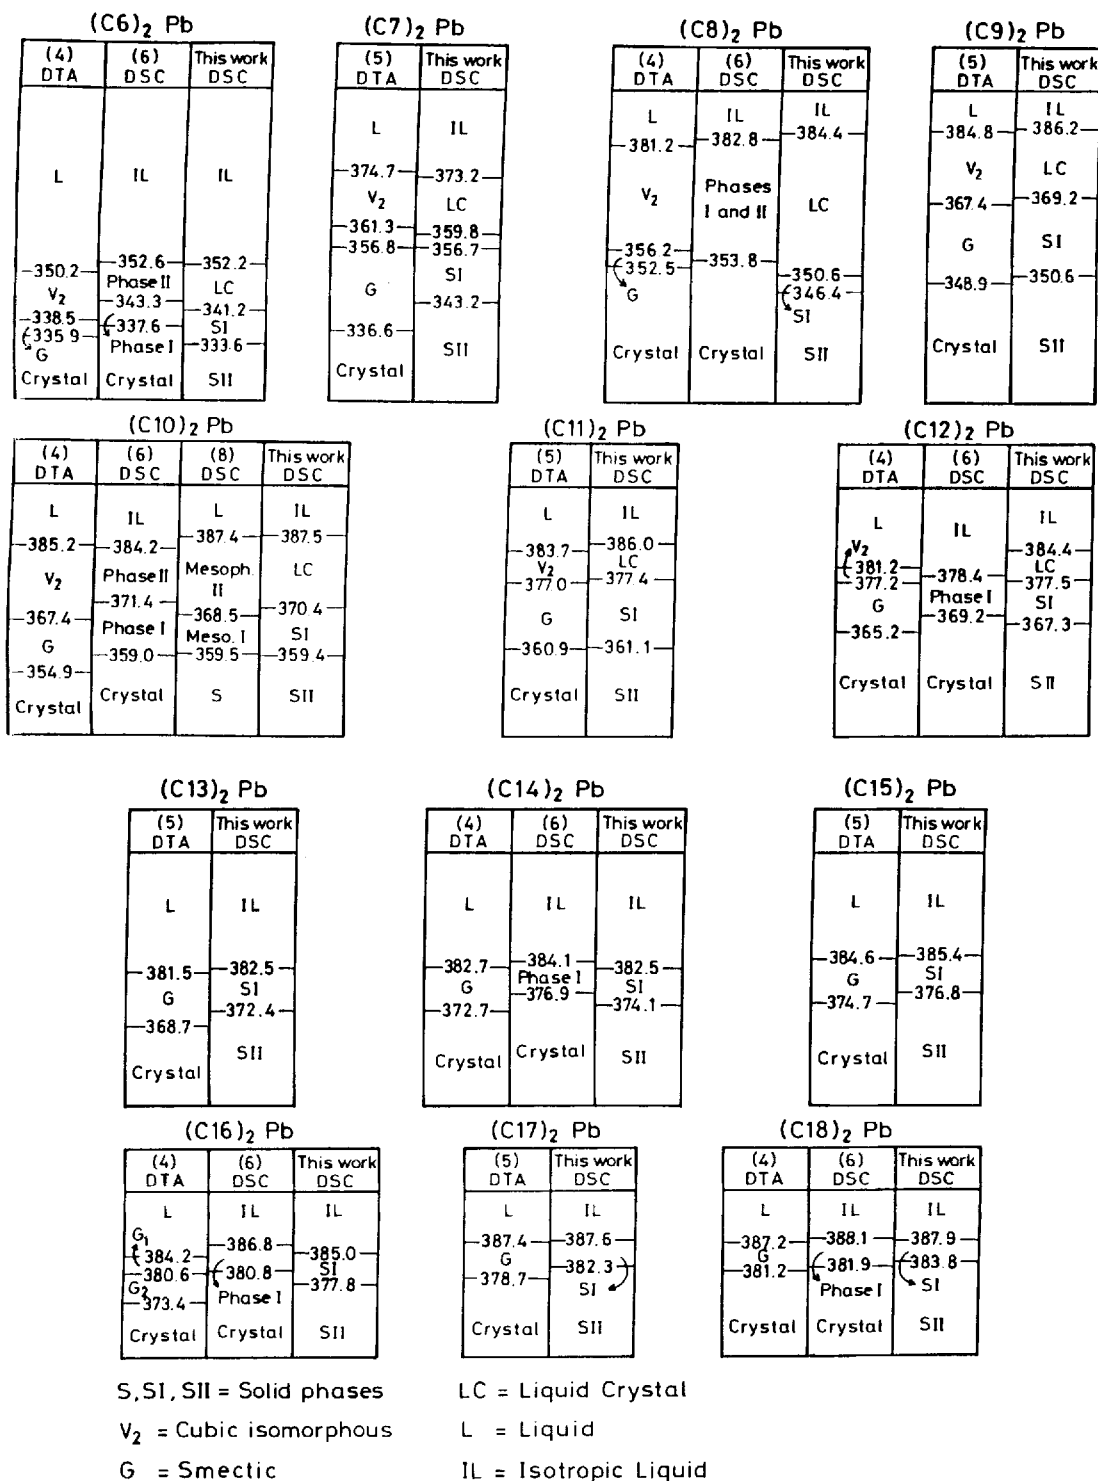 (C6)₂ Pb (C7)₂ Pb (C8)₂ Pb (C9)₂ Pb
(4) (6) This work (5) This work (4) (6) This work (5) This work
DTA DSC DSC DTA DSC DTA DSC DSC DTA DSC
L IL L IL IL L IL
381.2 382.8 384.4 384.8 386.2
374.7 373.2
L IL IL V₂ LC V₂ Phases I and II LC V₂ LC
361.3 359.8 367.4 369.2
350.2 352.6 352.2 356.8 356.7 356.2 353.8 350.6 G SI
V₂ Phase II LC G SI 352.5 346.4 348.9 350.6
338.5 343.3 341.2 343.2 G SI
335.9 337.6 SI 336.6
G Phase I 333.6 SII
Crystal Crystal SII Crystal Crystal Crystal SII Crystal SII
(C10)₂ Pb (C11)₂ Pb (C12)₂ Pb
(4) (6) (8) This work (5) This work (4) (6) This work
DTA DSC DSC DSC DTA DSC DTA DSC DSC
L IL L IL L IL L IL IL
385.2 384.2 387.4 387.5 383.7 386.0 V₂ 384.4
V₂ Phase II Mesoph. II LC V₂ LC 381.2 378.4 LC
371.4 377.0 377.4 377.2 Phase I 377.5
367.4 Phase I 368.5 370.4 G SI G 369.2 SI
G Meso. I SI 365.2 367.3
354.9 359.0 359.5 359.4 360.9 361.1
Crystal Crystal S SII Crystal SII Crystal Crystal SII
(C13)₂ Pb (C14)₂ Pb (C15)₂ Pb
(5) This work (4) (6) This work (5) This work
DTA DSC DTA DSC DSC DTA DSC
L IL L IL IL L IL
381.5 382.5 382.7 384.1 382.5 384.6 385.4
G SI G Phase I SI G SI
368.7 372.4 372.7 376.9 374.1 374.7 376.8
Crystal SII Crystal Crystal SII Crystal SII
(C16)₂ Pb (C17)₂ Pb (C18)₂ Pb
(4) (6) This work (5) This work (4) (6) This work
DTA DSC DSC DTA DSC DTA DSC DSC
L IL IL L IL L IL IL
G₁ 386.8 385.0 387.4 387.6 387.2 388.1 387.9
384.2 SI G G
380.6 380.8 377.8 378.7 382.3 381.2 381.9 383.8
G₂ Phase I SI Phase I SI
373.4
Crystal Crystal SII Crystal SII Crystal Crystal SII
S, SI, SII = Solid phases LC = Liquid Crystal
V₂ = Cubic isomorphous L = Liquid
G = Smectic IL = Isotropic Liquid